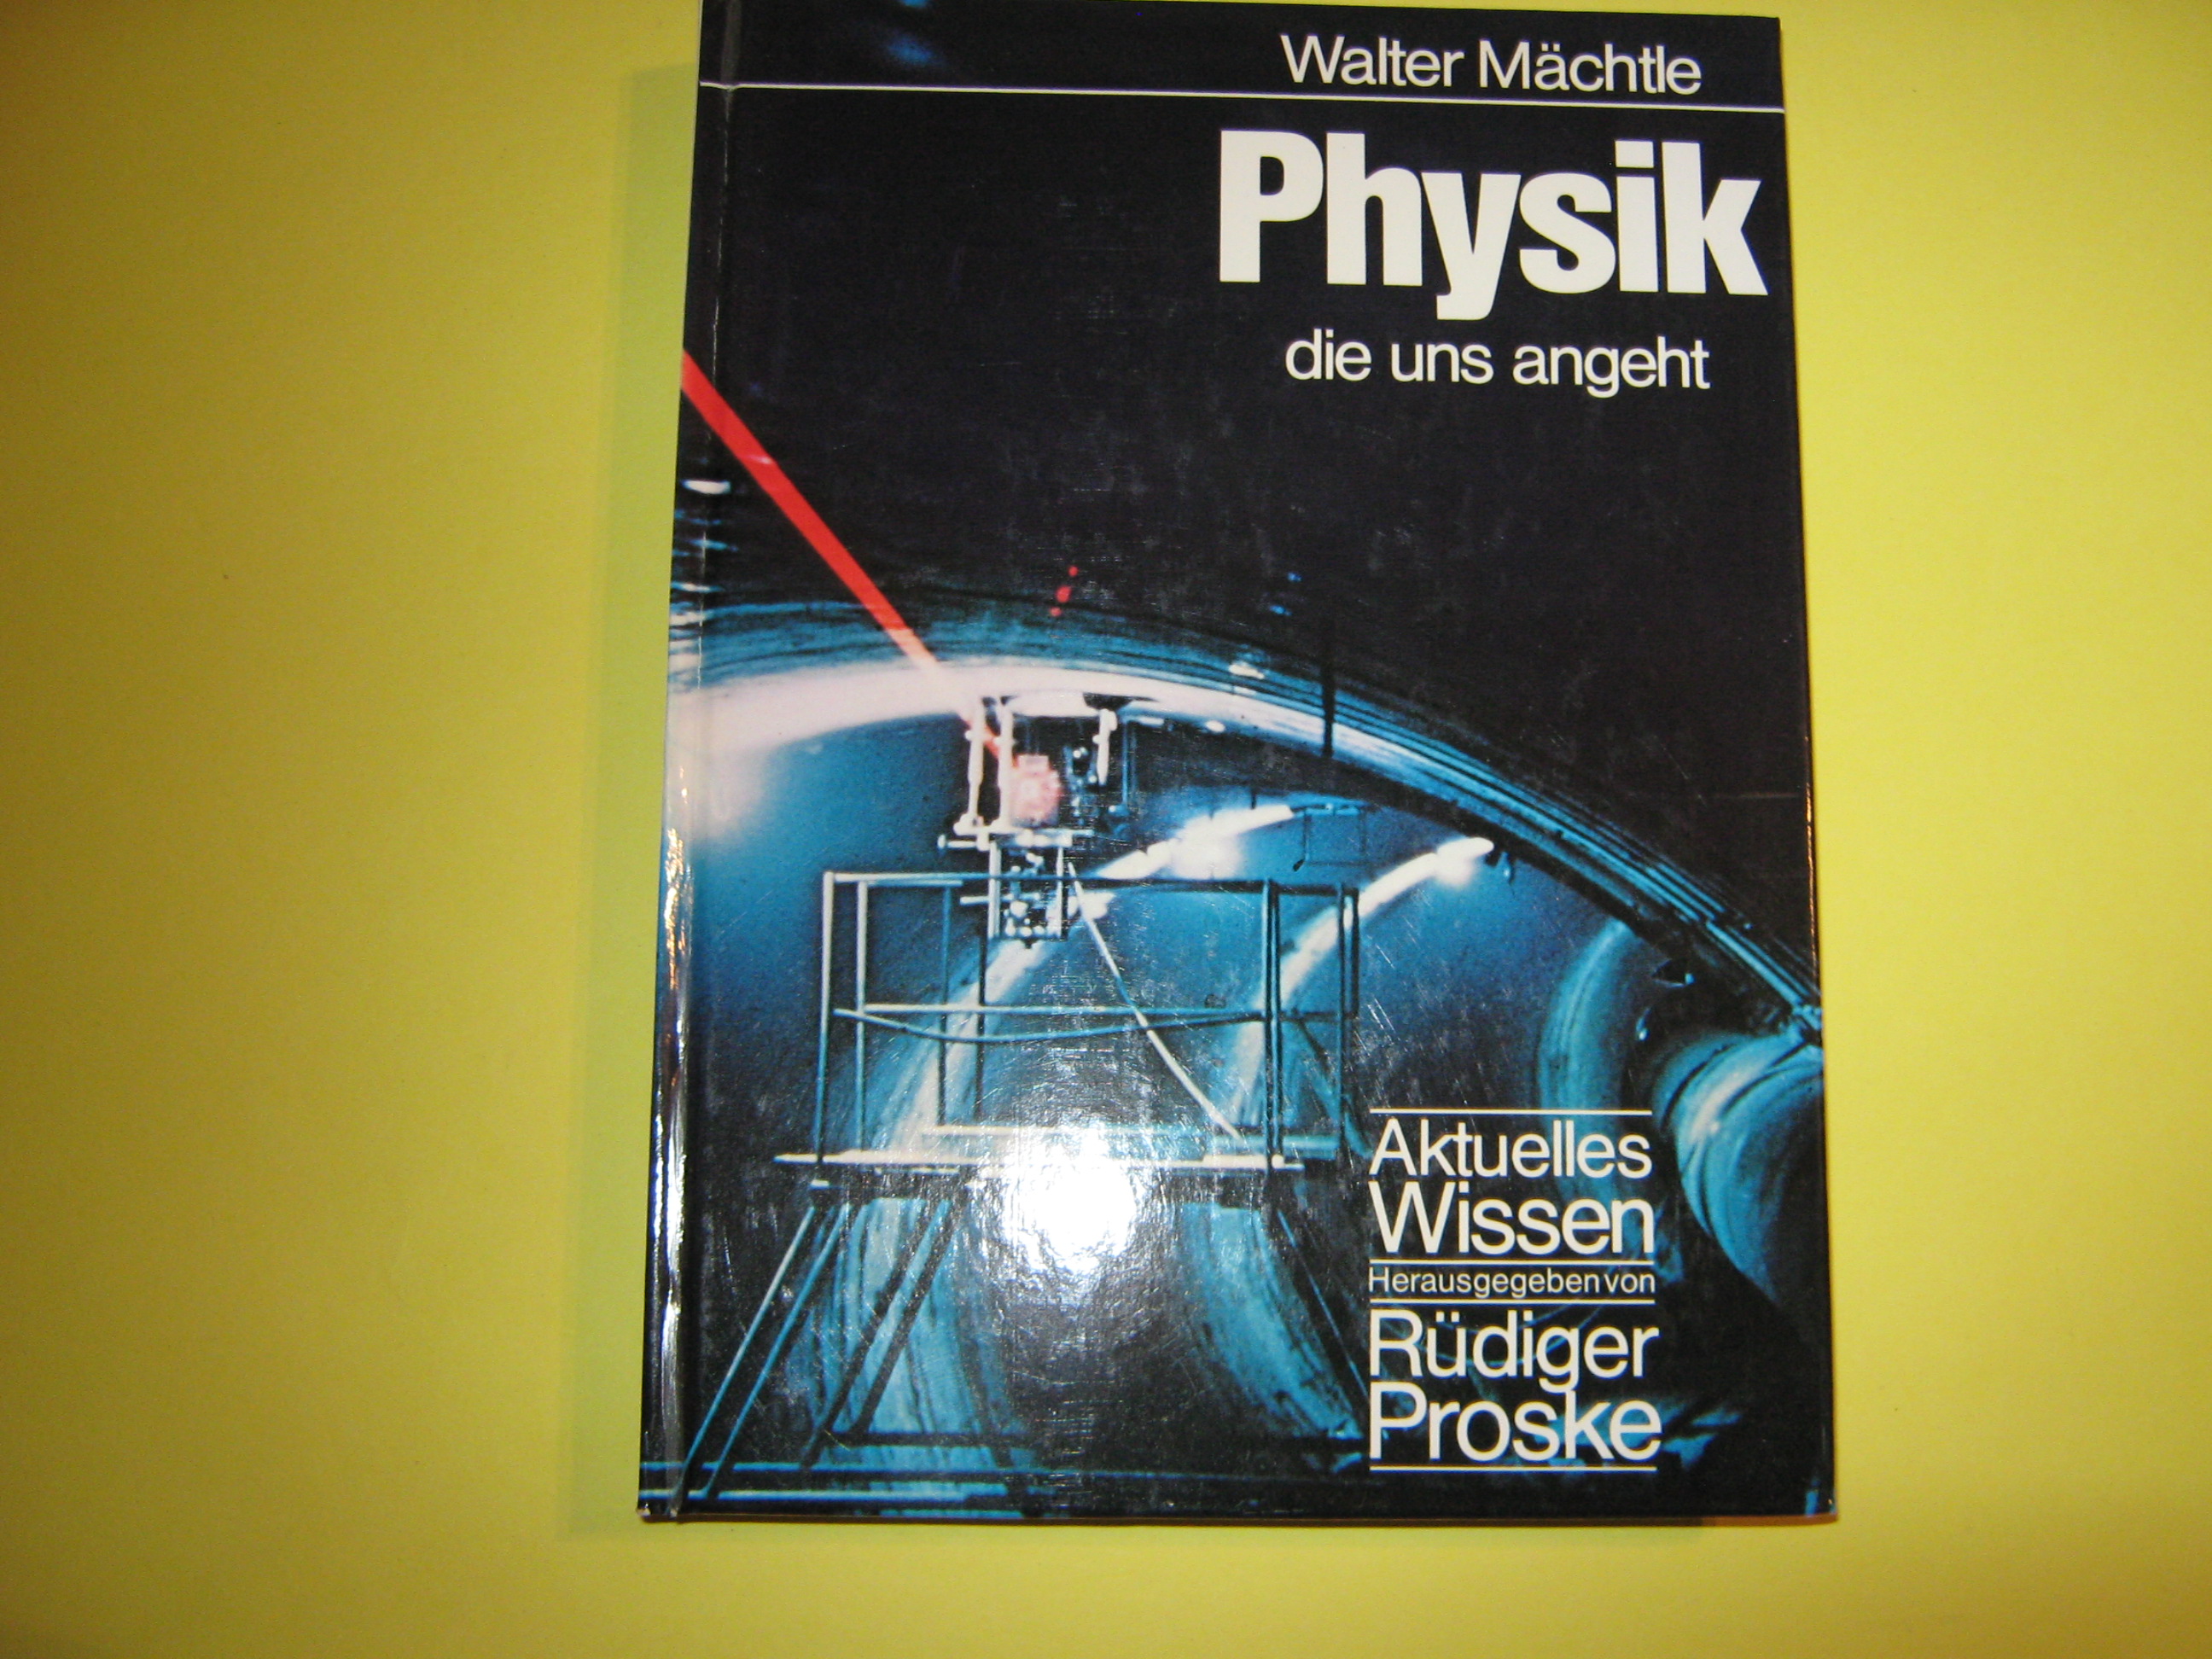 Walter Mächtle
Physik
die uns angeht
Aktuelles
Wissen
Herausgegeben von
Rüdiger
Proske